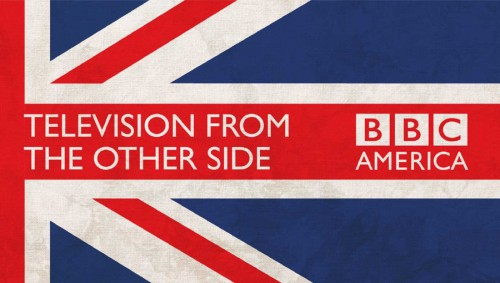 TELEVISION FROM
THE OTHER SIDE
BBC
AMERICA